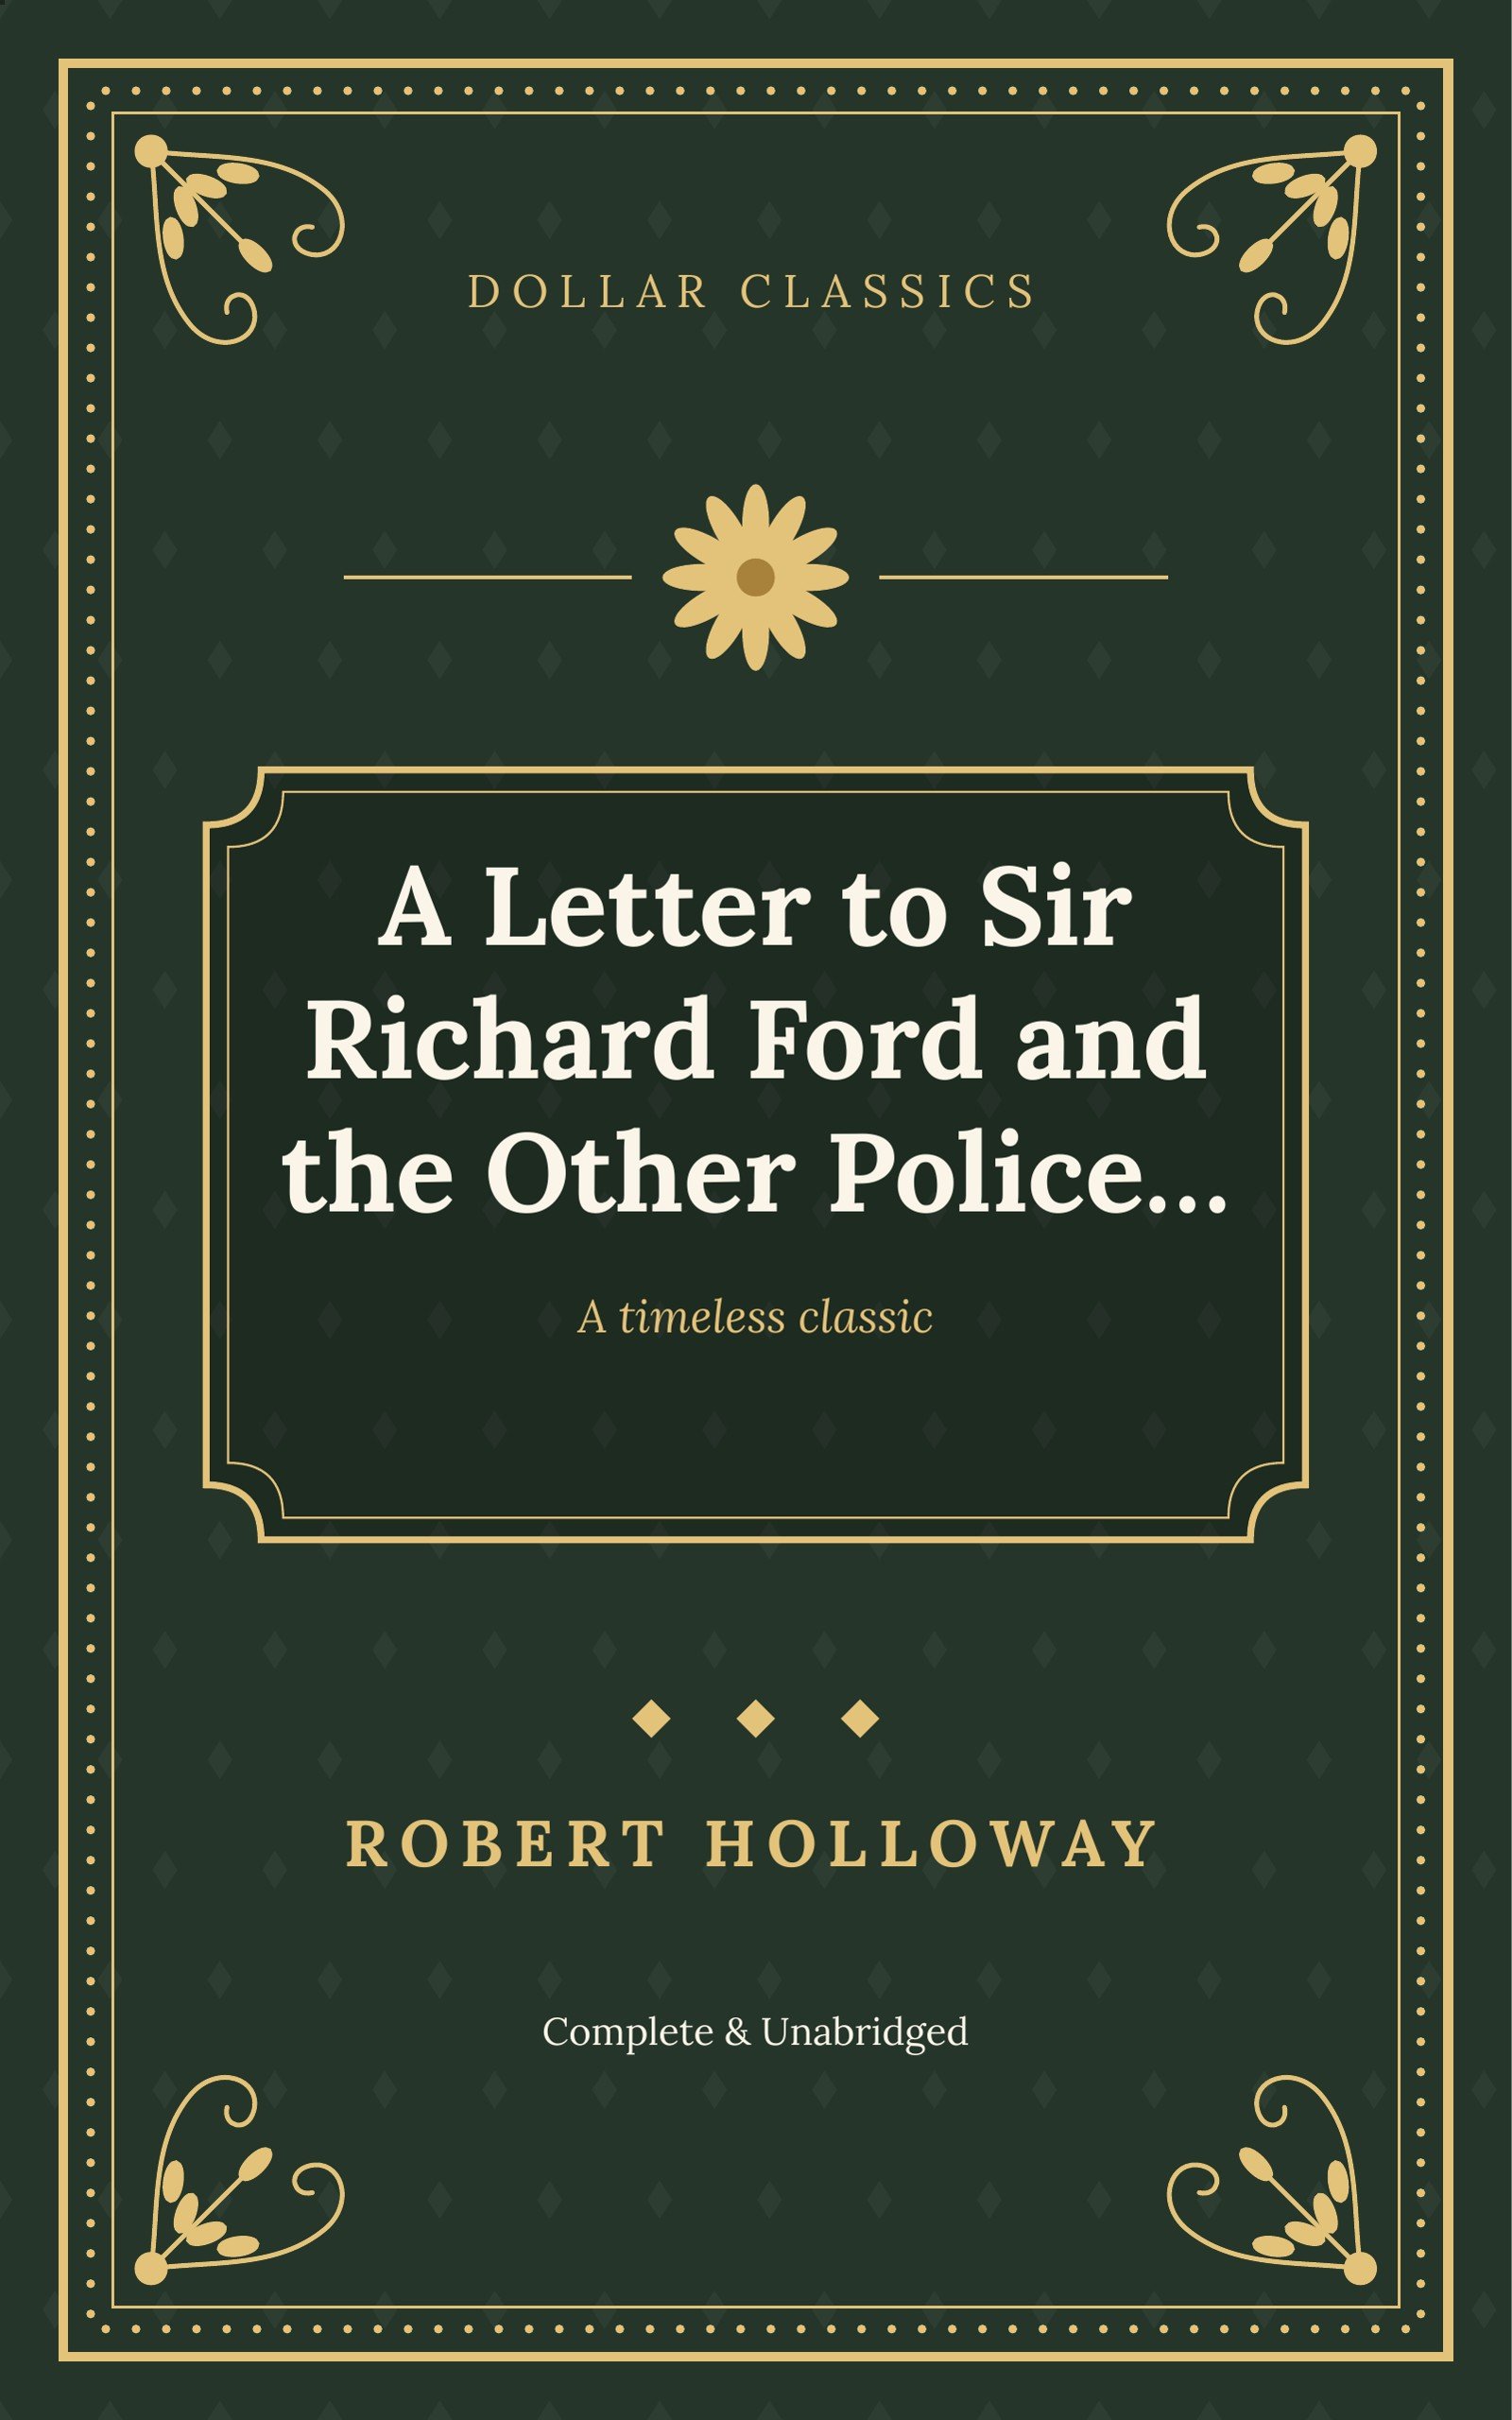 DOLLAR CLASSICS
A Letter to Sir
Richard Ford and
the Other Police...
A timeless classic
ROBERT HOLLOWAY
Complete & Unabridged